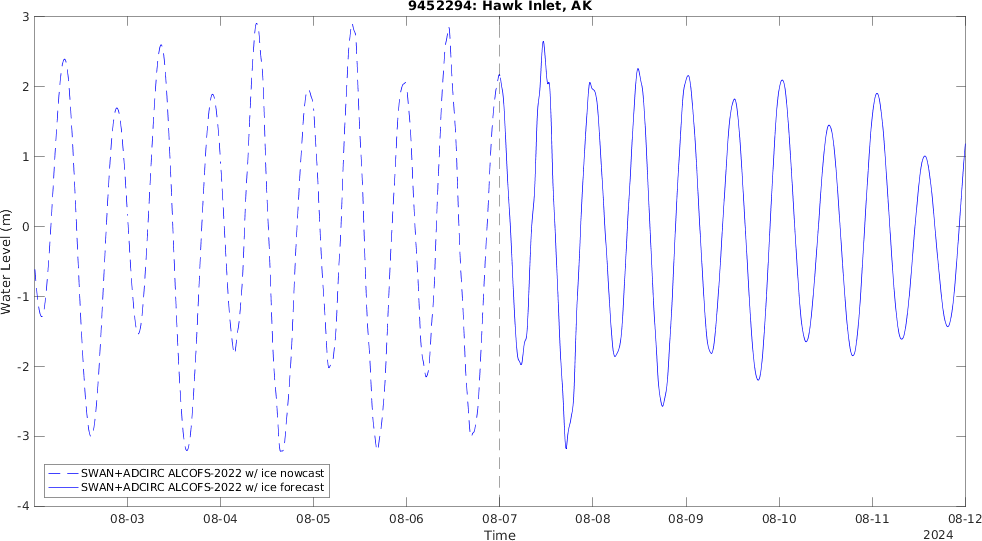 9452294: Hawk Inlet, AK
3
2
1
0
-1
-2
-3
-4
Water Level (m)
SWAN+ADCIRC ALCOFS-2022 w/ ice nowcast
SWAN+ADCIRC ALCOFS-2022 w/ ice forecast
08-03 08-04 08-05 08-06 08-07 08-08 08-09 08-10 08-11 08-12
Time
2024